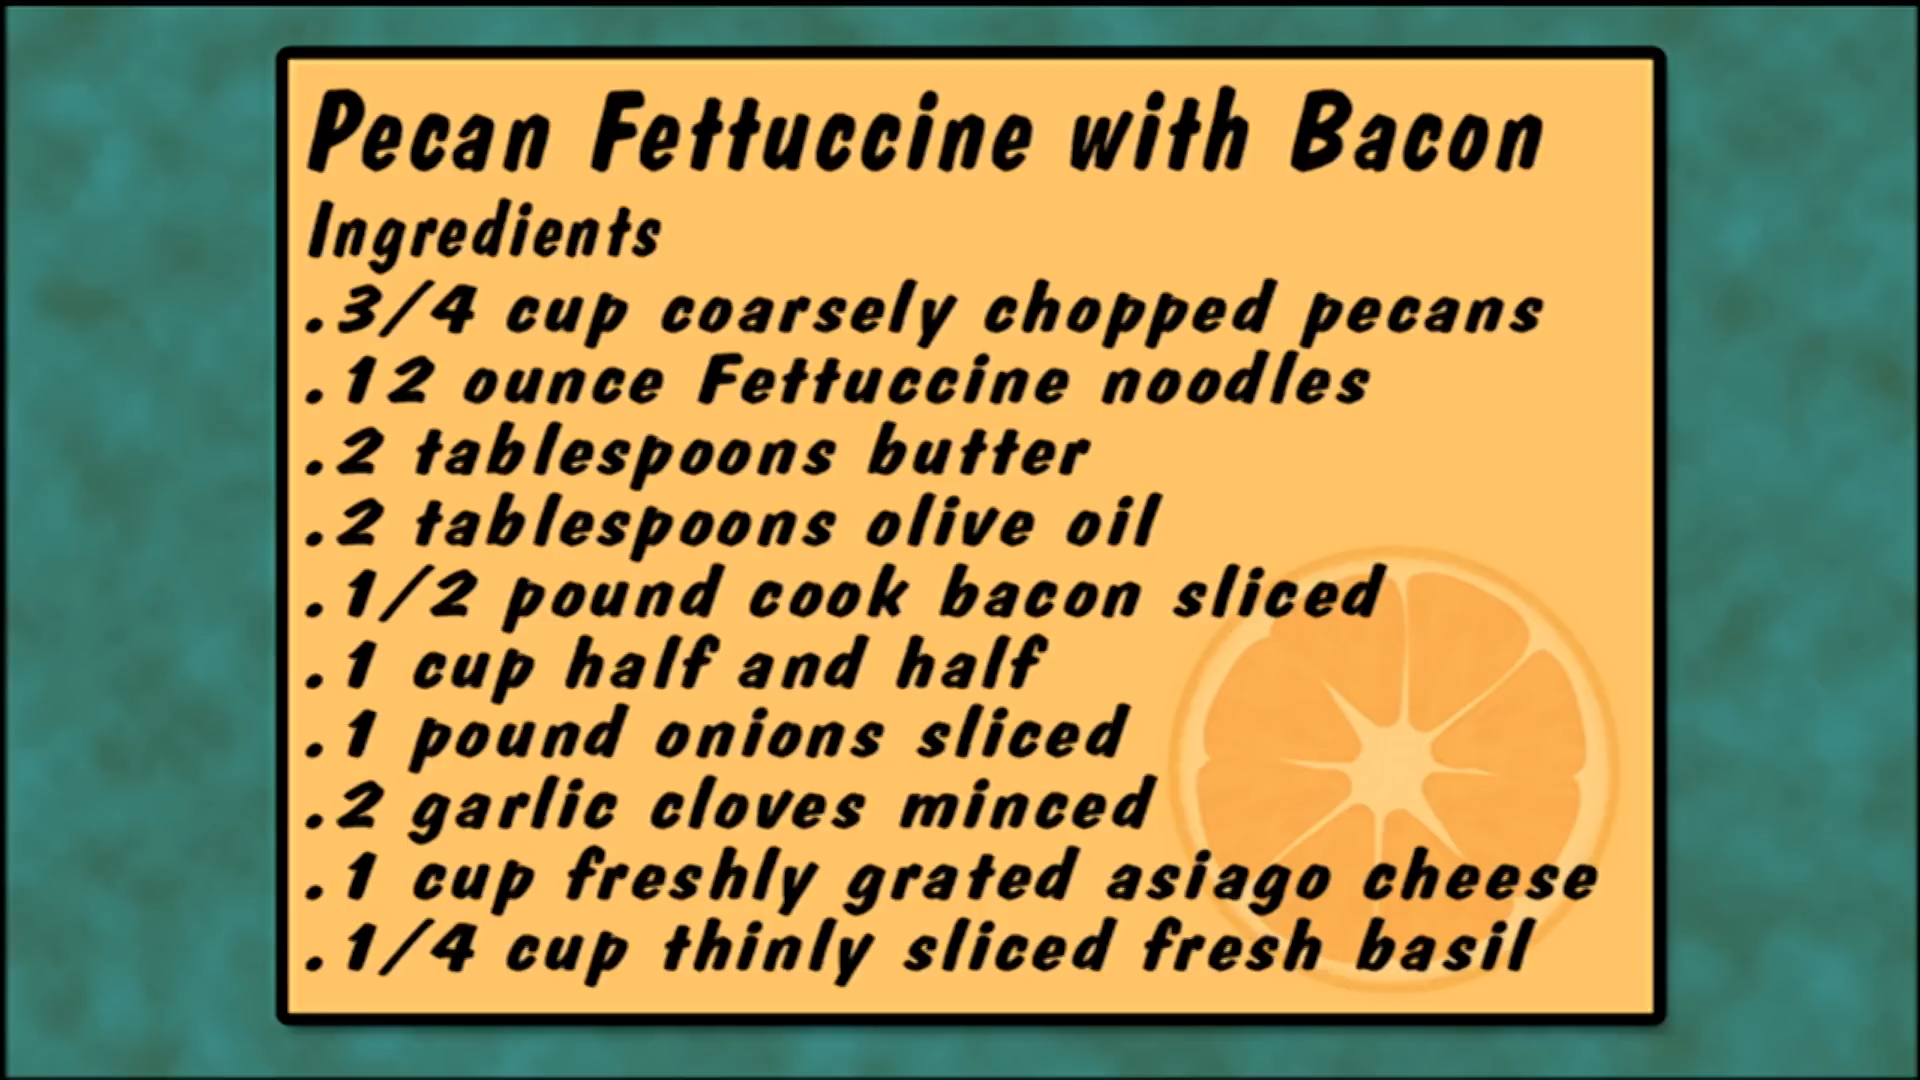 Pecan Fettuccine with Bacon
Ingredients
.3/4 cup coarsely chopped pecans
.12 ounce Fettuccine noodles
.2 tablespoons butter
.2 tablespoons olive oil
.1/2 pound cook bacon sliced
.1 cup half and half
.1 pound onions sliced
.2 garlic cloves minced
.1 cup freshly grated asiago cheese
.1/4 cup thinly sliced fresh basil